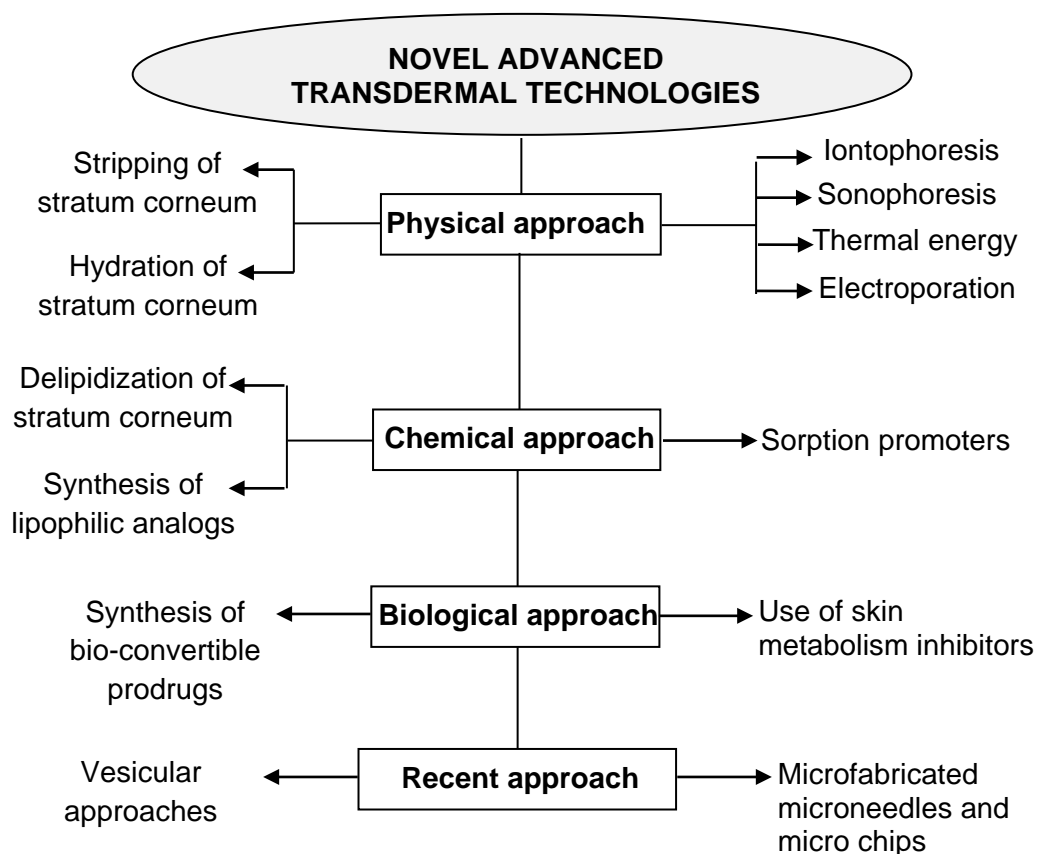 NOVEL ADVANCED
TRANSDERMAL TECHNOLOGIES
Stripping of
stratum corneum
Hydration of
stratum corneum
Physical approach
Iontophoresis
Sonophoresis
Thermal energy
Electroporation
Delipidization of
stratum corneum
Synthesis of
lipophilic analogs
Chemical approach
Sorption promoters
Synthesis of
bio-convertible
prodrugs
Biological approach
Use of skin
metabolism inhibitors
Vesicular
approaches
Recent approach
Microfabricated
microneedles and
micro chips